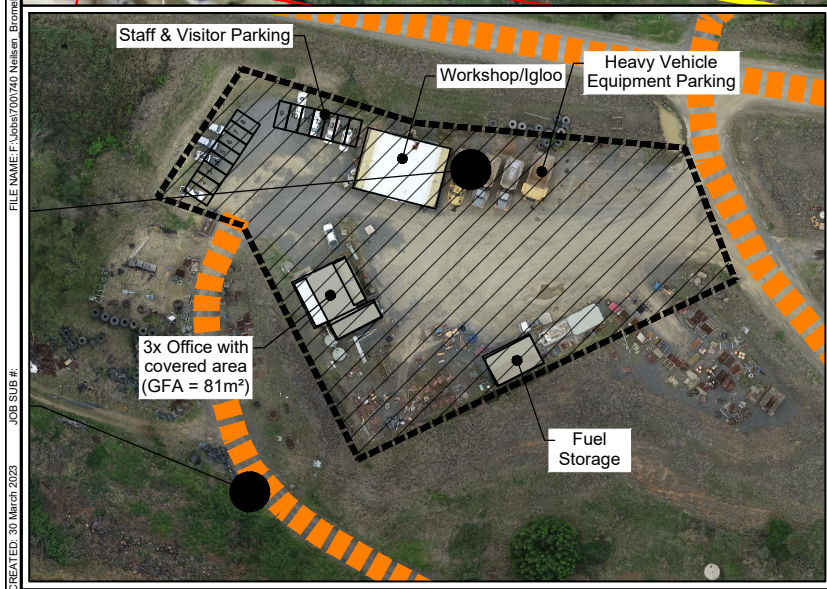 Staff & Visitor Parking
Workshop/Igloo
Heavy Vehicle
Equipment Parking
3x Office with
covered area
(GFA = 81m²)
Fuel
Storage
FILE NAME: F:\Jobs\700\740 Neilsen_Brome
JOB SUB #:
CREATED: 30 March 2023